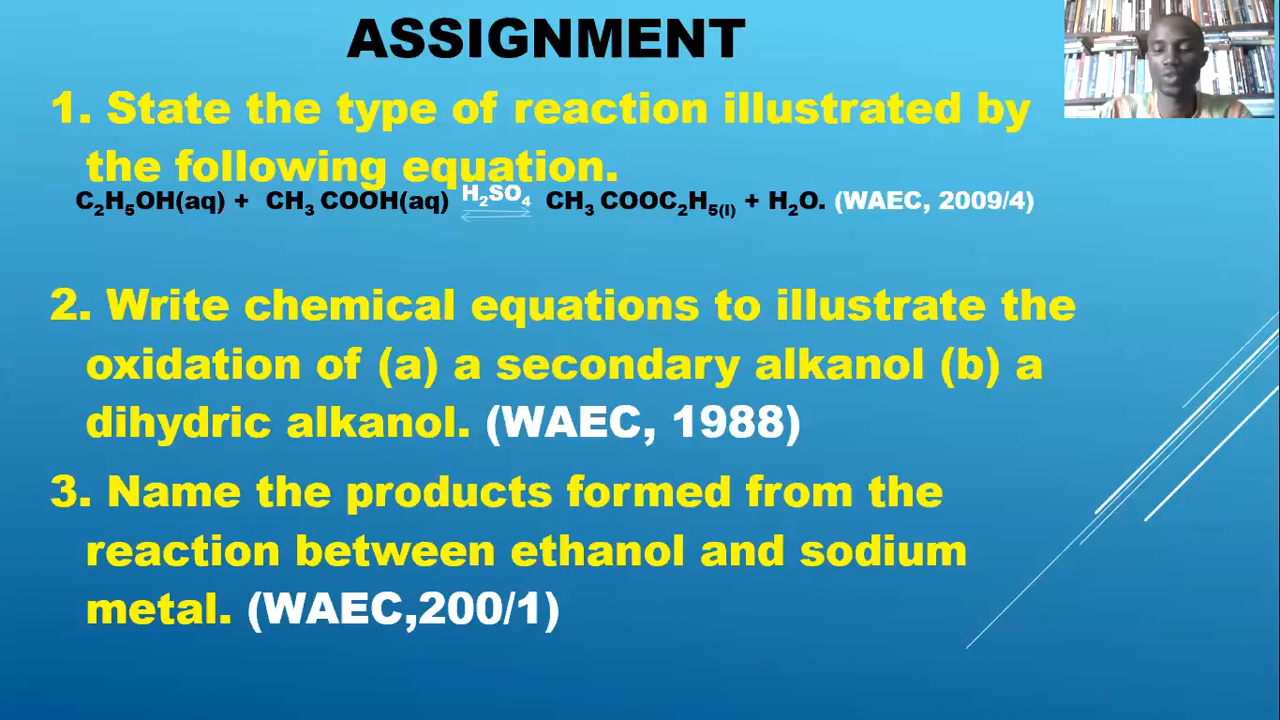 ASSIGNMENT
1. State the type of reaction illustrated by
the following equation.
C₂H₅OH(aq) + CH₃ COOH(aq) H₂SO₄ ⇌ CH₃ COOC₂H₅₍ₗ₎ + H₂O. (WAEC, 2009/4)
2. Write chemical equations to illustrate the
oxidation of (a) a secondary alkanol (b) a
dihydric alkanol. (WAEC, 1988)
3. Name the products formed from the
reaction between ethanol and sodium
metal. (WAEC,200/1)